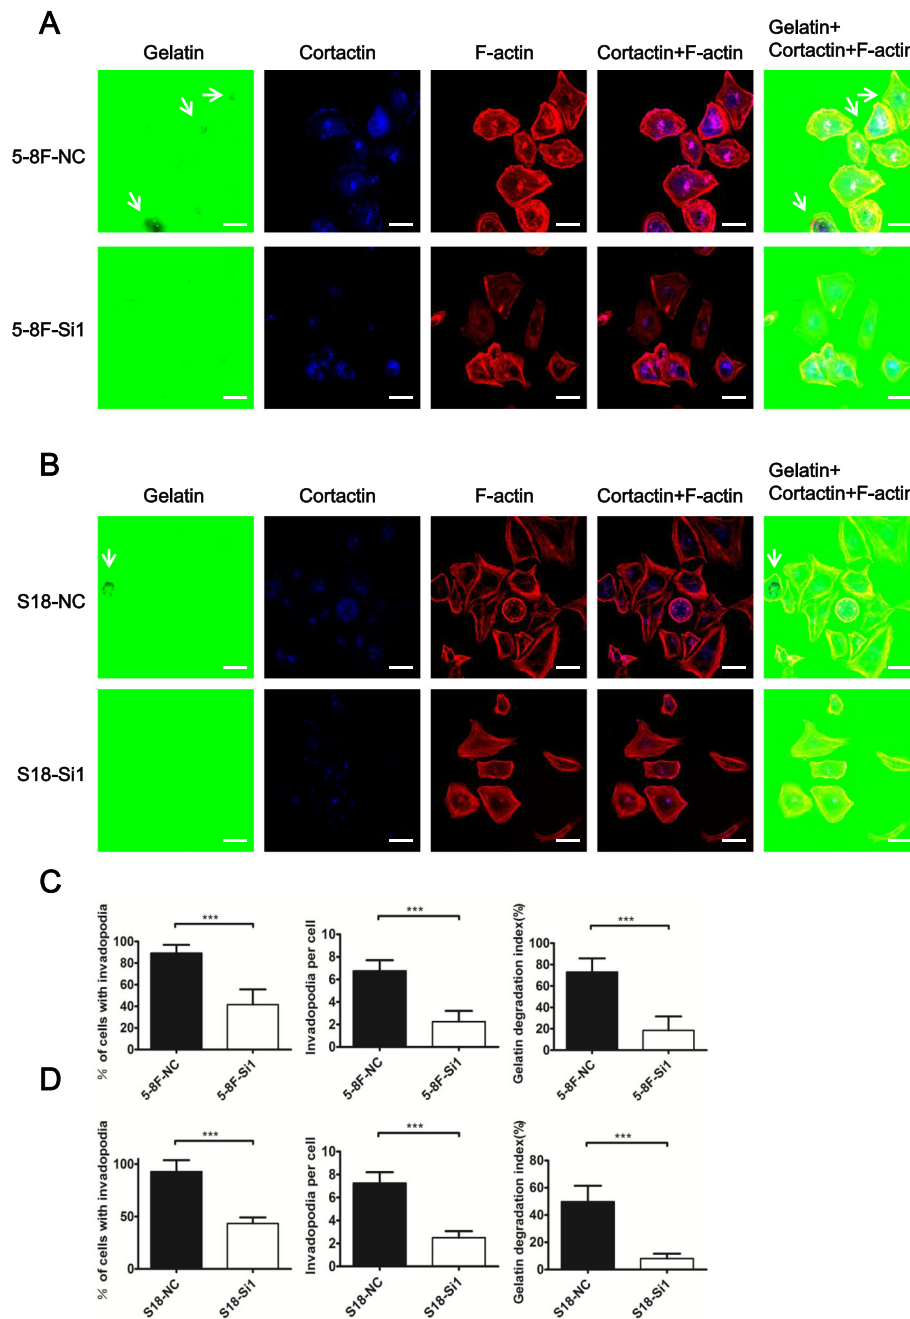 A
Gelatin
Cortactin
F-actin
Cortactin+F-actin
Gelatin+
Cortactin+F-actin
5-8F-NC
5-8F-Si1
B
Gelatin
Cortactin
F-actin
Cortactin+F-actin
Gelatin+
Cortactin+F-actin
S18-NC
S18-Si1
C
% of cells with invadopodia
100
80
60
40
20
0
***
5-8F-NC
5-8F-Si1
Invadopodia per cell
10
8
6
4
2
0
***
5-8F-NC
5-8F-Si1
Gelatin degradation index(%)
100
80
60
40
20
0
***
5-8F-NC
5-8F-Si1
D
% of cells with invadopodia
100
50
0
***
S18-NC
S18-Si1
Invadopodia per cell
10
8
6
4
2
0
***
S18-NC
S18-Si1
Gelatin degradation index(%)
80
60
40
20
0
***
S18-NC
S18-Si1